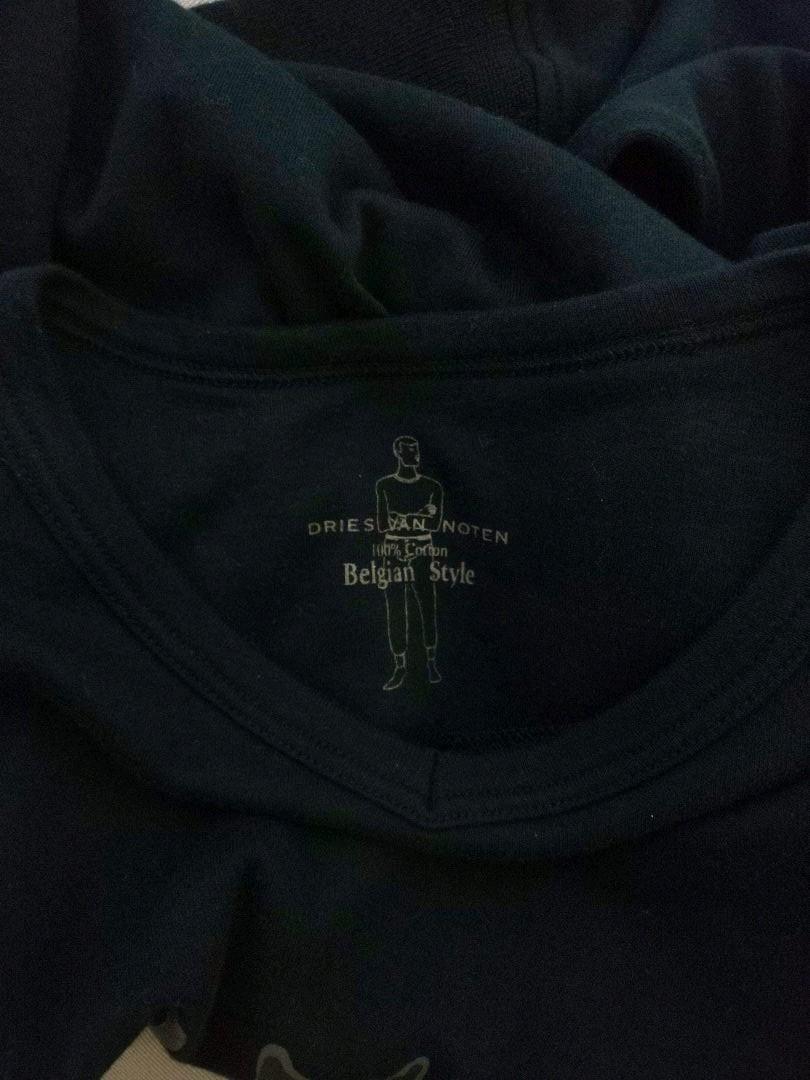 DRIES VAN NOTEN
100% Cotton
Belgian Style